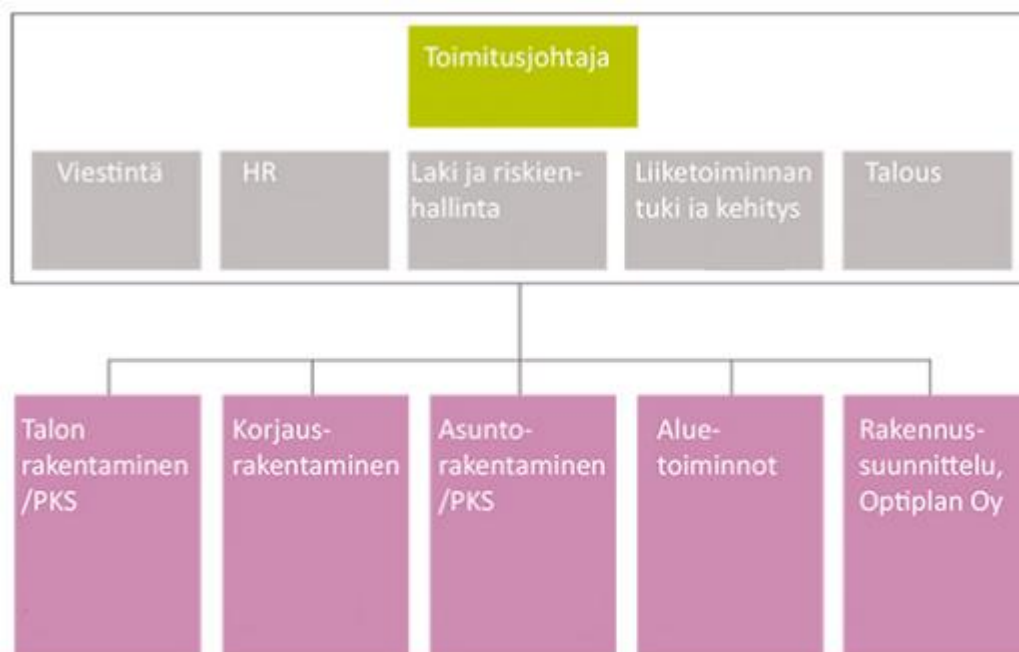 Toimitusjohtaja
Viestintä
HR
Laki ja riskien-
hallinta
Liiketoiminnan
tuki ja kehitys
Talous
Talon
rakentaminen
/PKS
Korjaus-
rakentaminen
Asunto-
rakentaminen
/PKS
Alue-
toiminnot
Rakennus-
suunnittelu,
Optiplan Oy